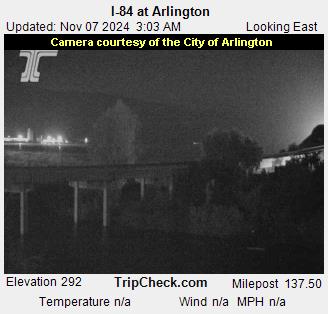 I-84 at Arlington
Updated: Nov 07 2024 3:03 AM Looking East
Camera courtesy of the City of Arlington
Elevation 292 TripCheck.com Milepost 137.50
Temperature n/a Wind n/a MPH n/a